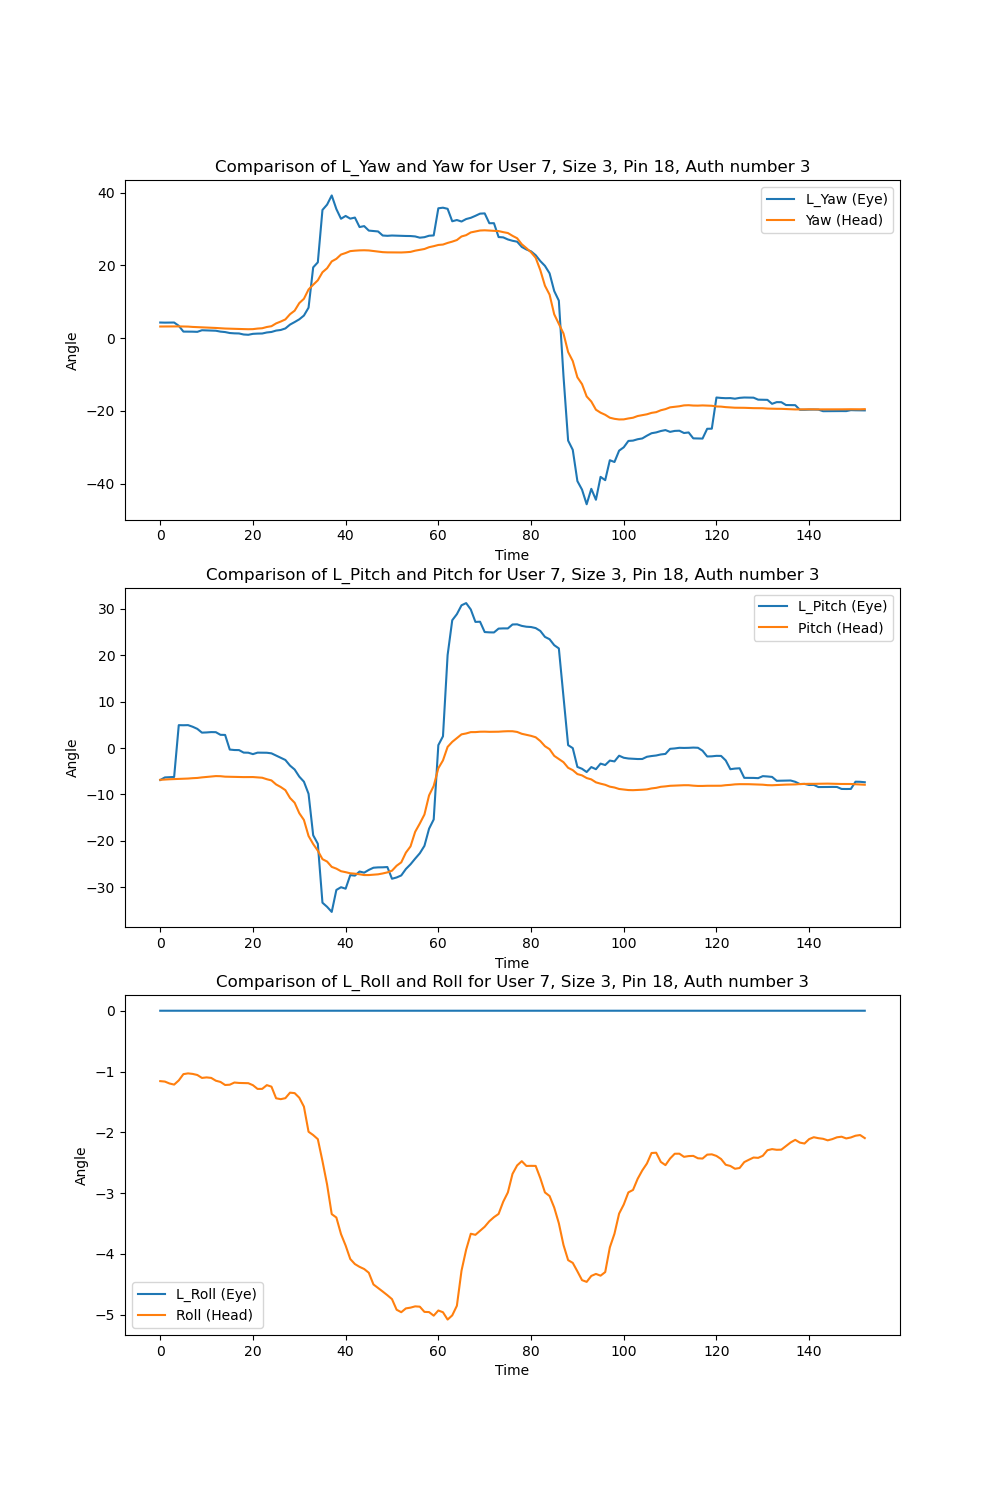 Comparison of L_Yaw and Yaw for User 7, Size 3, Pin 18, Auth number 3
40
20
0
−20
−40
Angle
L_Yaw (Eye)
Yaw (Head)
0 20 40 60 80 100 120 140
Time
Comparison of L_Pitch and Pitch for User 7, Size 3, Pin 18, Auth number 3
30
20
10
0
−10
−20
−30
Angle
L_Pitch (Eye)
Pitch (Head)
0 20 40 60 80 100 120 140
Time
Comparison of L_Roll and Roll for User 7, Size 3, Pin 18, Auth number 3
0
−1
−2
−3
−4
−5
Angle
L_Roll (Eye)
Roll (Head)
0 20 40 60 80 100 120 140
Time